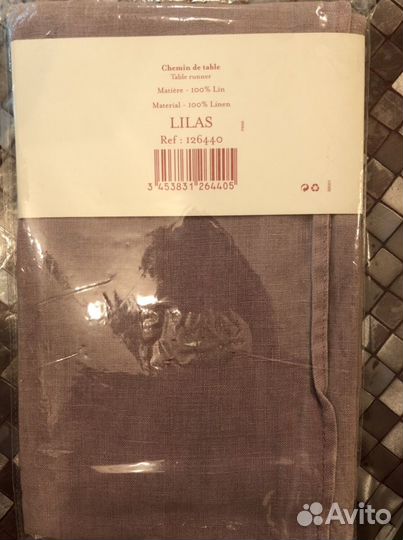 Chemin de table
Table runner
Matière - 100% Lin
Material - 100% Linen
LILAS
Ref : 126440
3 453831 264405
Avito